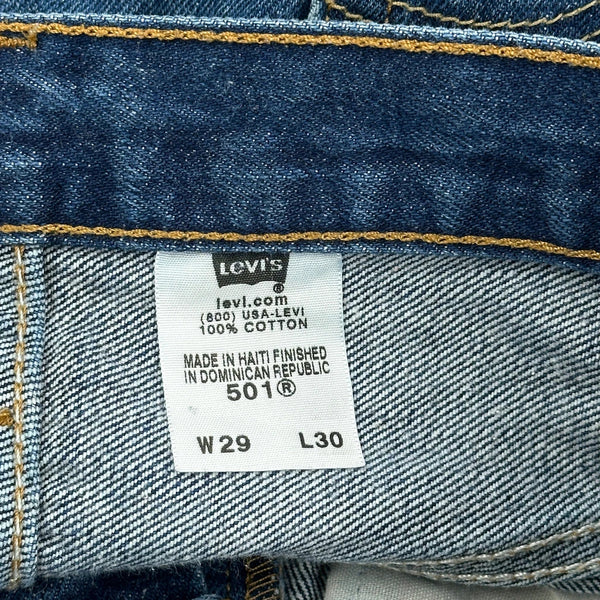 LEVI'S
®
levi.com
(800) USA-LEVI
100% COTTON
MADE IN HAITI FINISHED
IN DOMINICAN REPUBLIC
501®
W29 L30